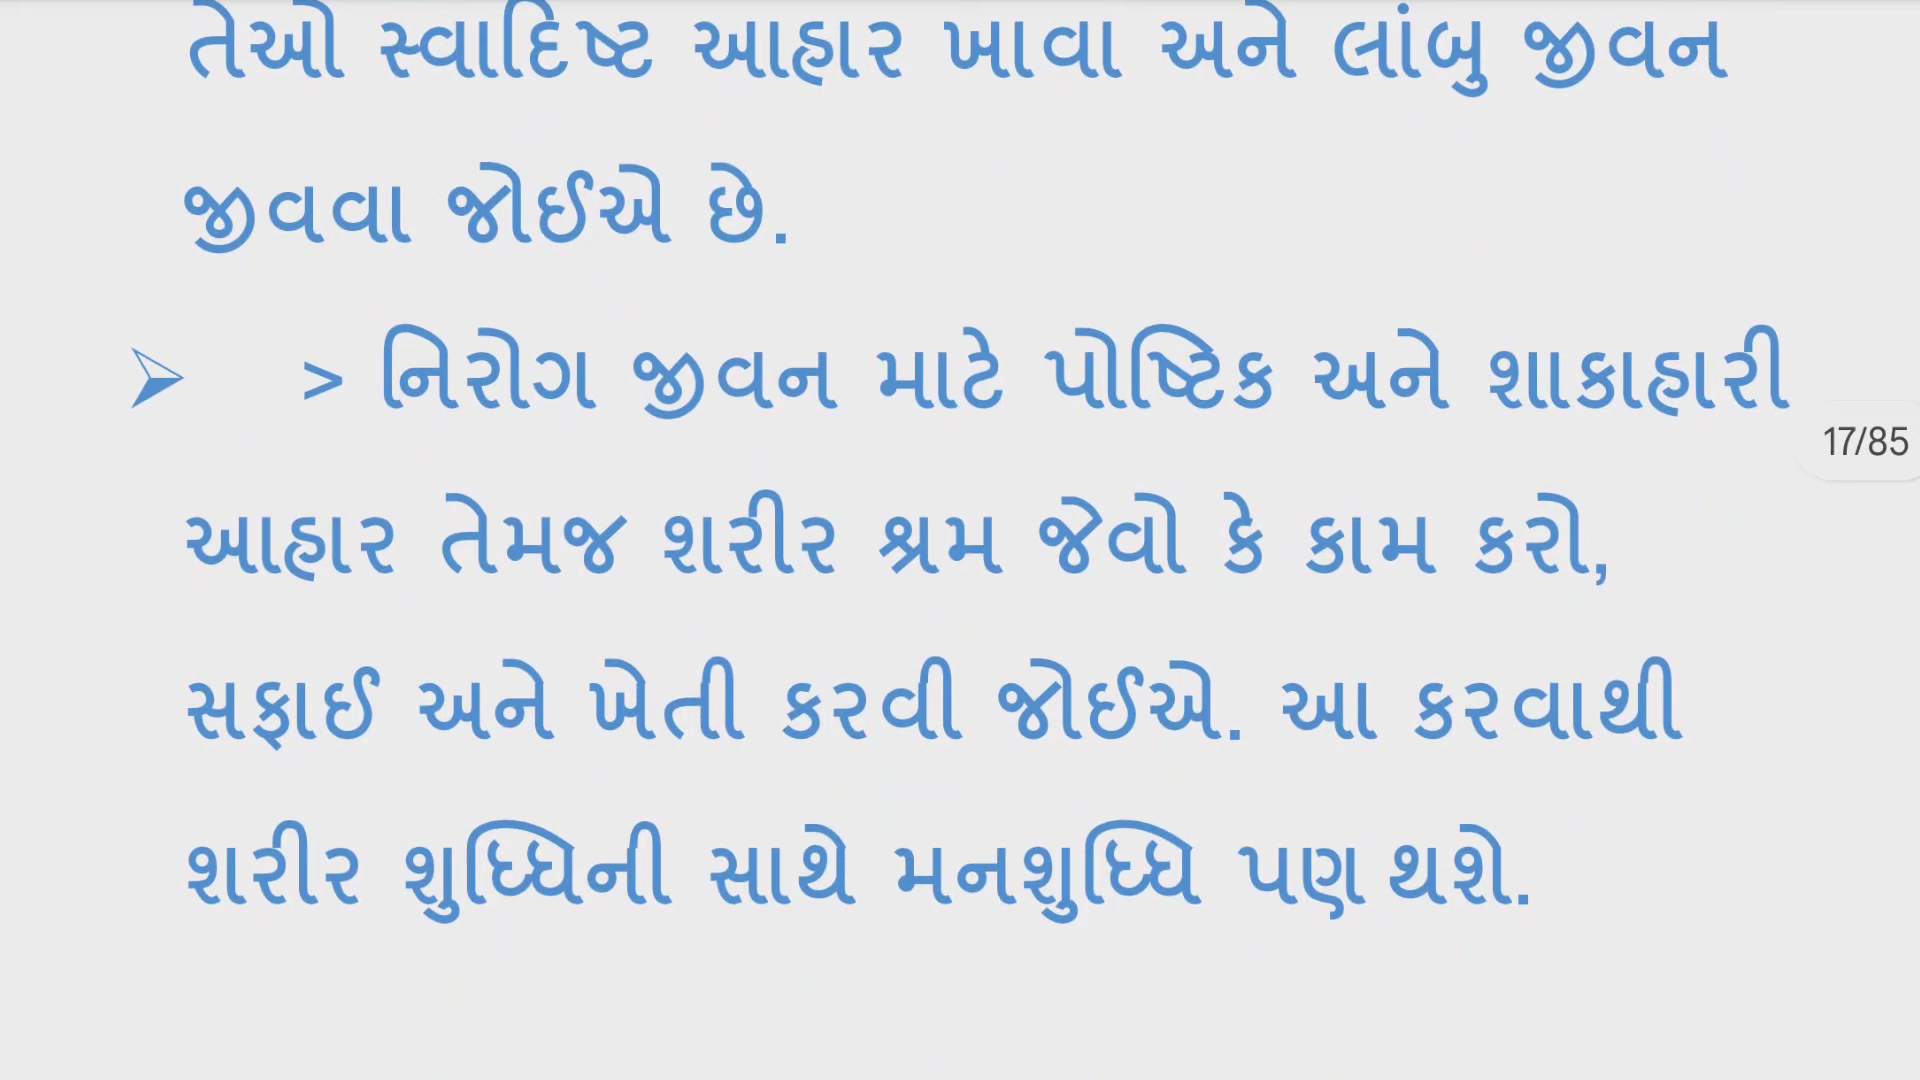 તેઓ સ્વાદિષ્ટ આહાર ખાવા અને લાંબુ જીવન
જીવવા જોઈએ છે.
➢ > નિરોગ જીવન માટે પોષ્ટિક અને શાકાહારી
17/85
આહાર તેમજ શરીર શ્રમ જેવો કે કામ કરો,
સફાઈ અને ખેતી કરવી જોઈએ. આ કરવાથી
શરીર શુધ્ધિની સાથે મનશુધ્ધિ પણ થશે.